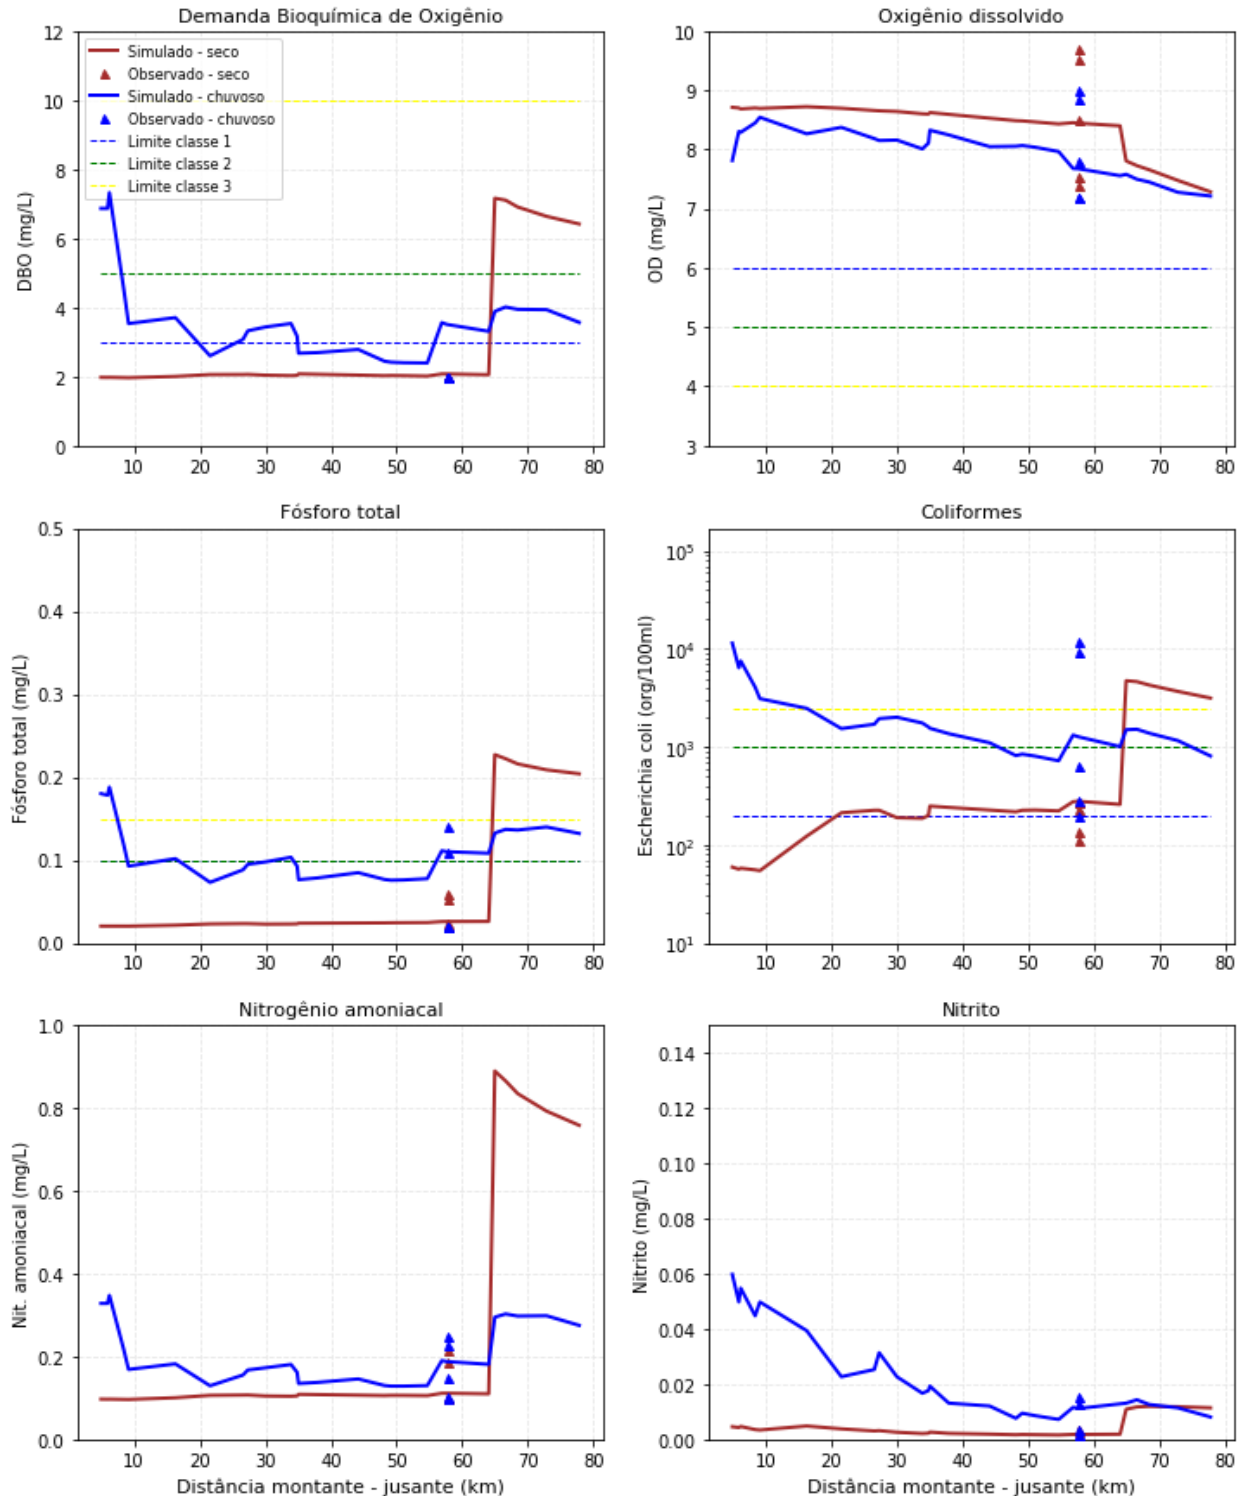 Demanda Bioquímica de Oxigênio
12
10
8
6
4
2
0
DBO (mg/L)
Simulado - seco
Observado - seco
Simulado - chuvoso
Observado - chuvoso
Limite classe 1
Limite classe 2
Limite classe 3
10 20 30 40 50 60 70 80
Oxigênio dissolvido
10
9
8
7
6
5
4
3
OD (mg/L)
10 20 30 40 50 60 70 80
Fósforo total
0.5
0.4
0.3
0.2
0.1
0.0
Fósforo total (mg/L)
10 20 30 40 50 60 70 80
Coliformes
10⁵
10⁴
10³
10²
10¹
Escherichia coli (org/100ml)
10 20 30 40 50 60 70 80
Nitrogênio amoniacal
1.0
0.8
0.6
0.4
0.2
0.0
Nit. amoniacal (mg/L)
10 20 30 40 50 60 70 80
Distância montante - jusante (km)
Nitrito
0.14
0.12
0.10
0.08
0.06
0.04
0.02
0.00
Nitrito (mg/L)
10 20 30 40 50 60 70 80
Distância montante - jusante (km)